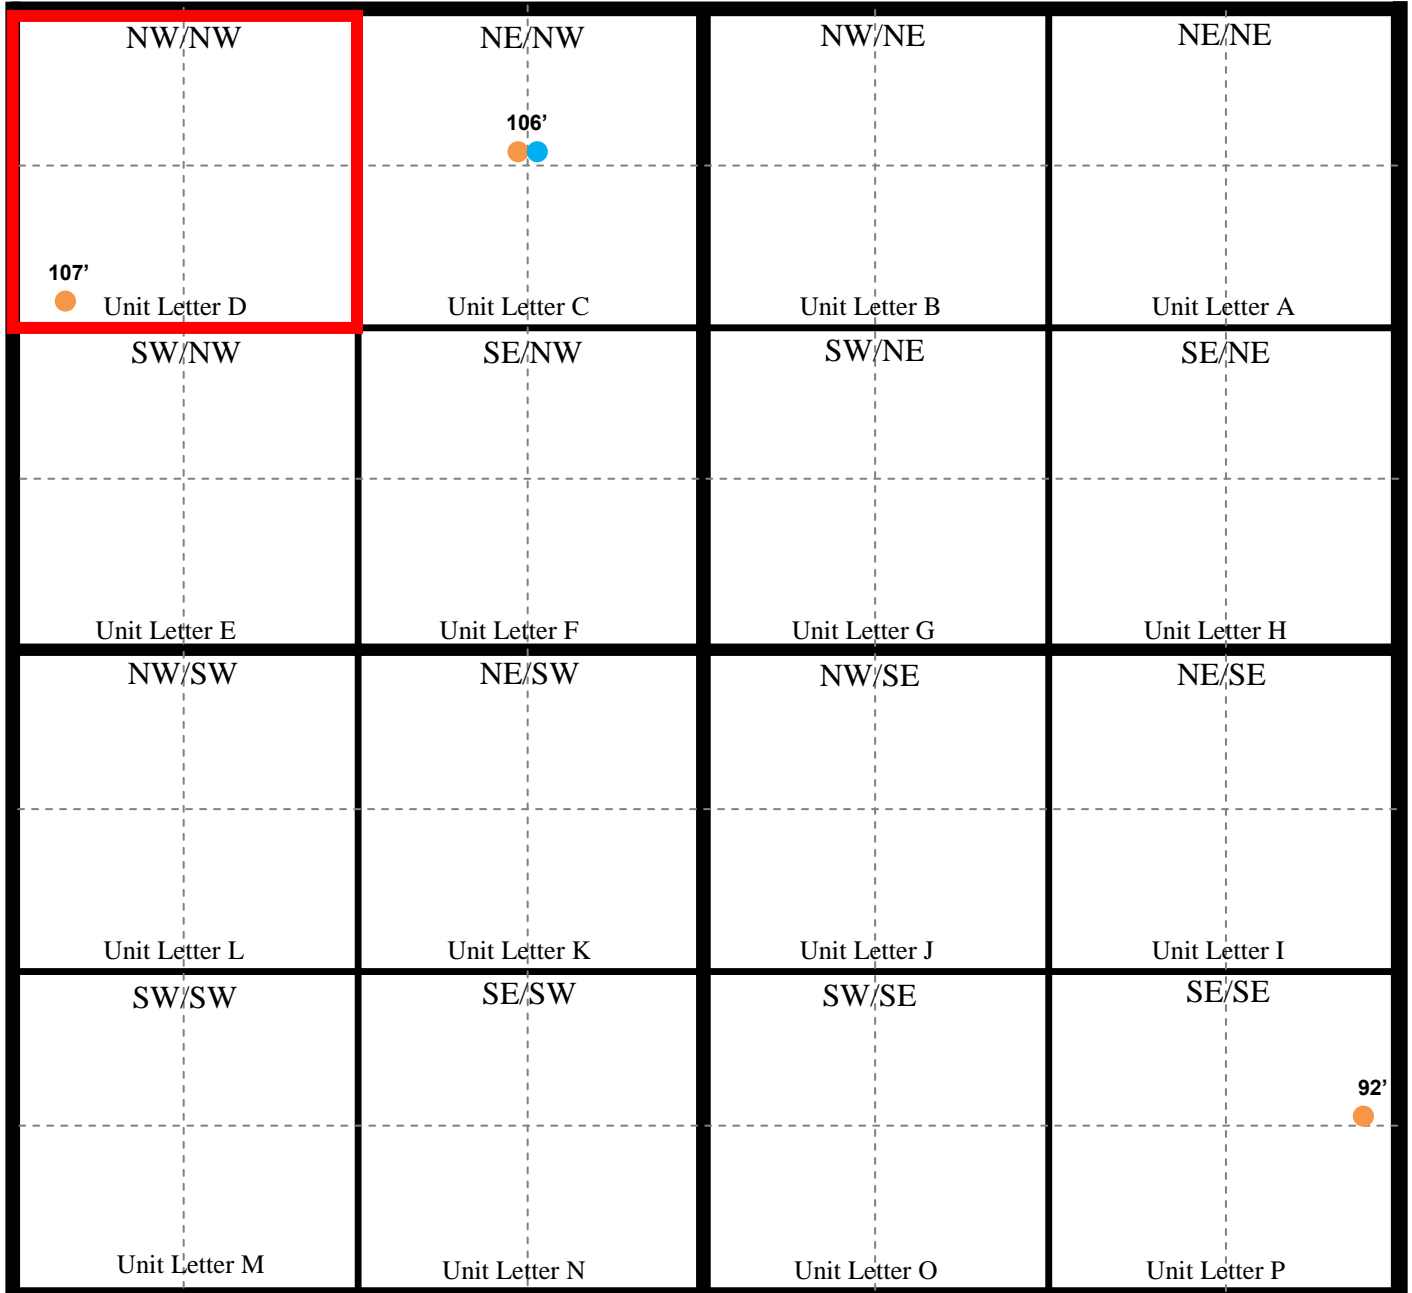 NW/NW
NE/NW
NW/NE
NE/NE
106’
107’
Unit Letter D
Unit Letter C
Unit Letter B
Unit Letter A
SW/NW
SE/NW
SW/NE
SE/NE
Unit Letter E
Unit Letter F
Unit Letter G
Unit Letter H
NW/SW
NE/SW
NW/SE
NE/SE
Unit Letter L
Unit Letter K
Unit Letter J
Unit Letter I
SW/SW
SE/SW
SW/SE
SE/SE
92’
Unit Letter M
Unit Letter N
Unit Letter O
Unit Letter P